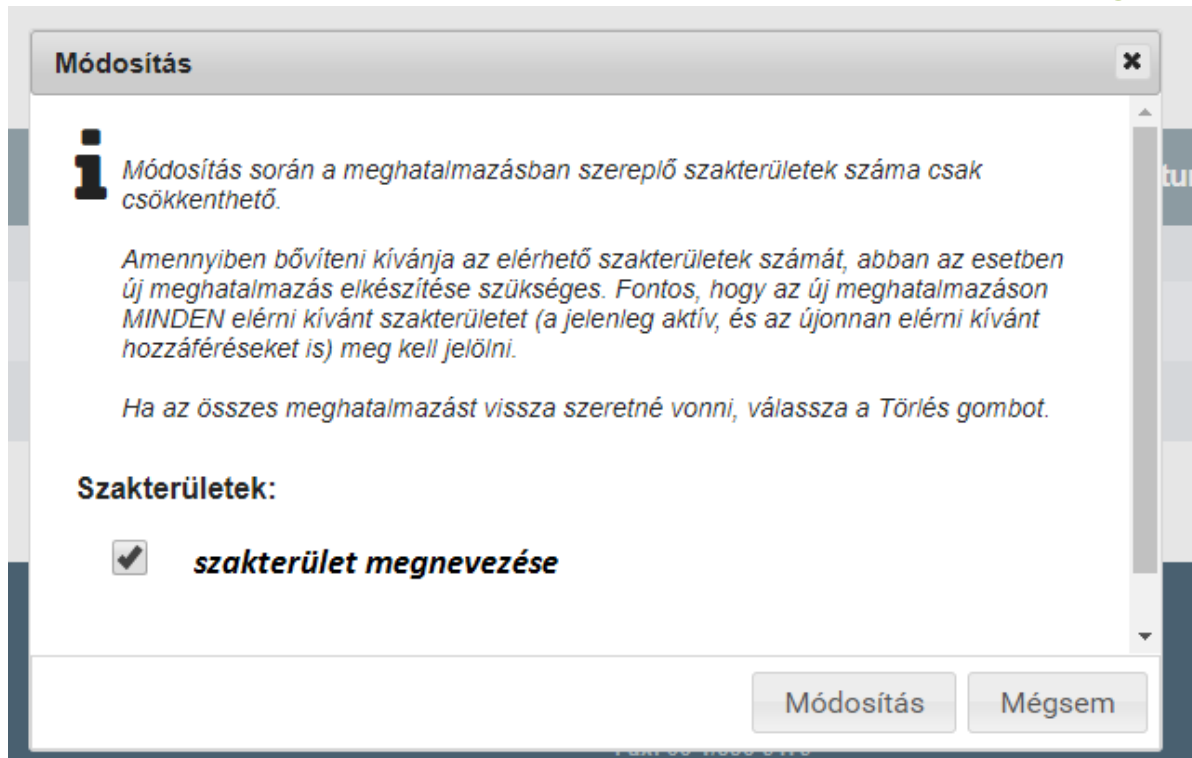 Módosítás
Módosítás során a meghatalmazásban szereplő szakterületek száma csak
csökkenthető.
Amennyiben bővíteni kívánja az elérhető szakterületek számát, abban az esetben
új meghatalmazás elkészítése szükséges. Fontos, hogy az új meghatalmazáson
MINDEN elérni kívánt szakterületet (a jelenleg aktív, és az újonnan elérni kívánt
hozzáféréseket is) meg kell jelölni.
Ha az összes meghatalmazást vissza szeretné vonni, válassza a Törlés gombot.
Szakterületek:
szakterület megnevezése
Módosítás Mégsem